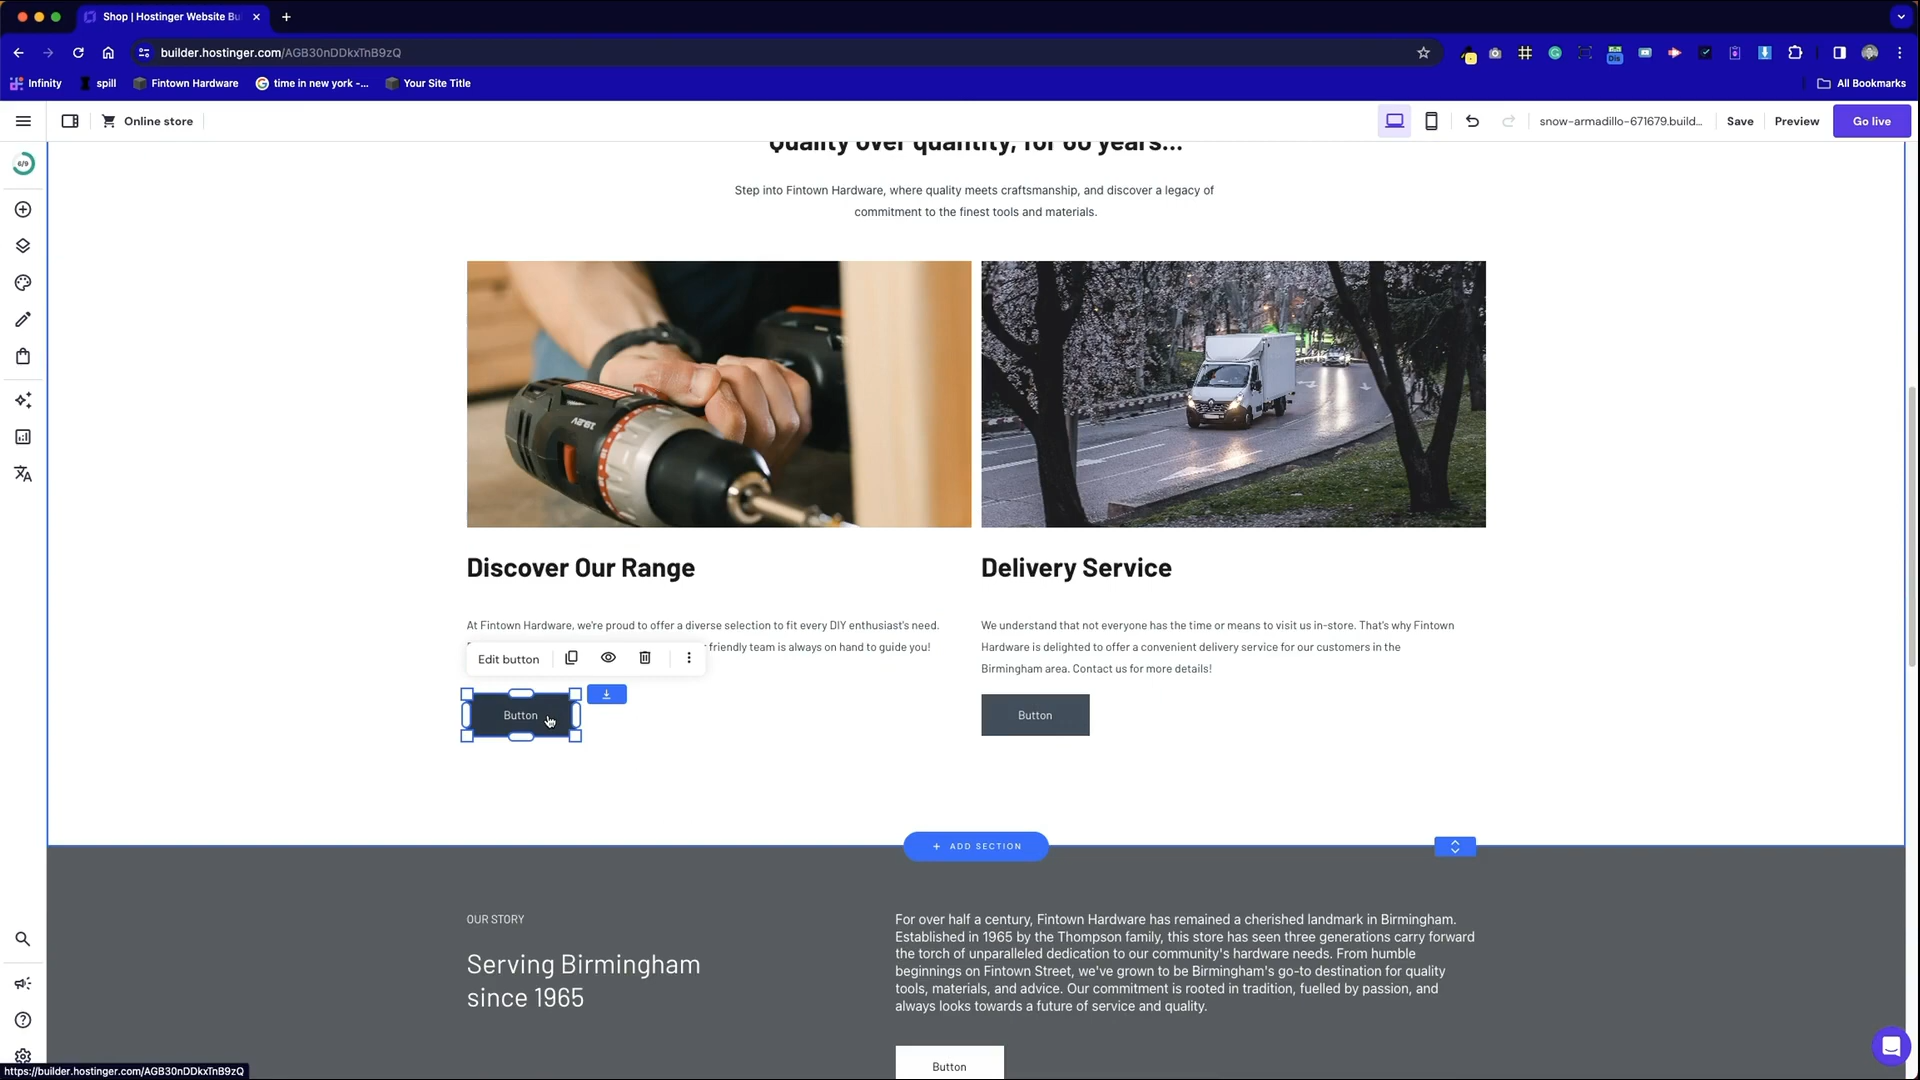 Shop | Hostinger Website Bu
builder.hostinger.com/AGB30nDDkxTnB9zQ
Infinity
spill
Fintown Hardware
time in new york -...
Your Site Title
All Bookmarks
Online store
snow-armadillo-671679.build...
Save
Preview
Go live
6/9
Quality over quantity, for 60 years...
Step into Fintown Hardware, where quality meets craftsmanship, and discover a legacy of
commitment to the finest tools and materials.
Discover Our Range
At Fintown Hardware, we're proud to offer a diverse selection to fit every DIY enthusiast's need.
friendly team is always on hand to guide you!
Edit button
Button
Delivery Service
We understand that not everyone has the time or means to visit us in-store. That's why Fintown
Hardware is delighted to offer a convenient delivery service for our customers in the
Birmingham area. Contact us for more details!
Button
+ ADD SECTION
OUR STORY
Serving Birmingham
since 1965
For over half a century, Fintown Hardware has remained a cherished landmark in Birmingham.
Established in 1965 by the Thompson family, this store has seen three generations carry forward
the torch of unparalleled dedication to our community's hardware needs. From humble
beginnings on Fintown Street, we've grown to be Birmingham's go-to destination for quality
tools, materials, and advice. Our commitment is rooted in tradition, fuelled by passion, and
always looks towards a future of service and quality.
Button
https://builder.hostinger.com/AGB30nDDkxTnB9zQ